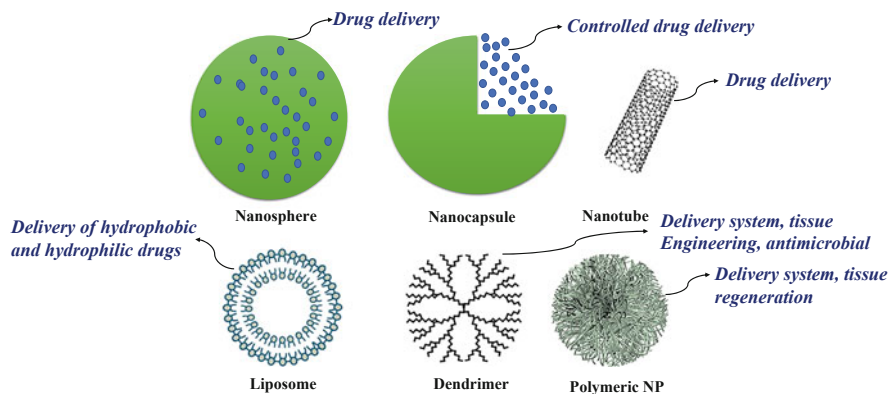 Drug delivery
Controlled drug delivery
Drug delivery
Nanosphere
Nanocapsule
Nanotube
Delivery of hydrophobic
and hydrophilic drugs
Delivery system, tissue
Engineering, antimicrobial
Delivery system, tissue
regeneration
Liposome
Dendrimer
Polymeric NP